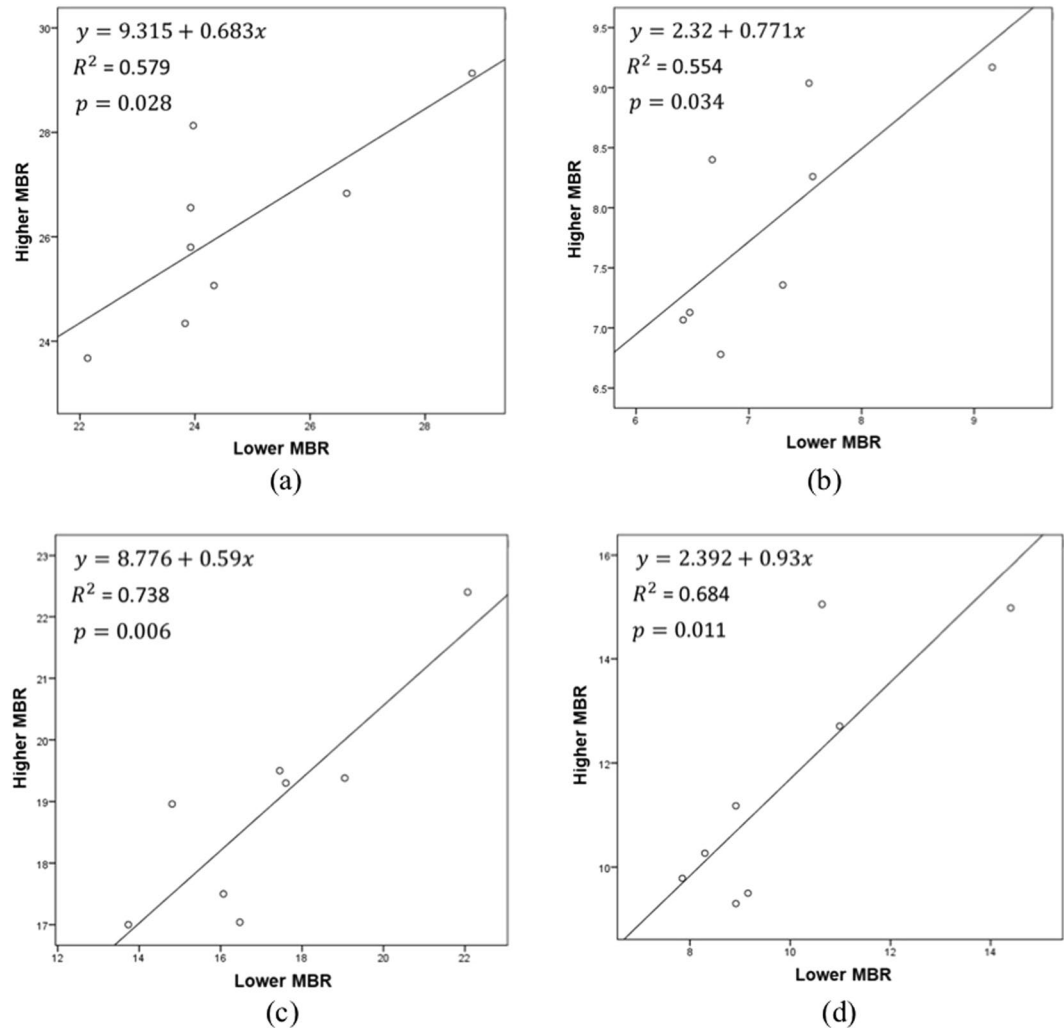 y = 9.315 + 0.683x
R² = 0.579
p = 0.028
30
28
26
24
22
24
26
28
Higher MBR
Lower MBR
(a)
y = 2.32 + 0.771x
R² = 0.554
p = 0.034
9.5
9.0
8.5
8.0
7.5
7.0
6.5
6
7
8
9
Higher MBR
Lower MBR
(b)
y = 8.776 + 0.59x
R² = 0.738
p = 0.006
23
22
21
20
19
18
17
12
14
16
18
20
22
Higher MBR
Lower MBR
(c)
y = 2.392 + 0.93x
R² = 0.684
p = 0.011
16
14
12
10
8
10
12
14
Higher MBR
Lower MBR
(d)